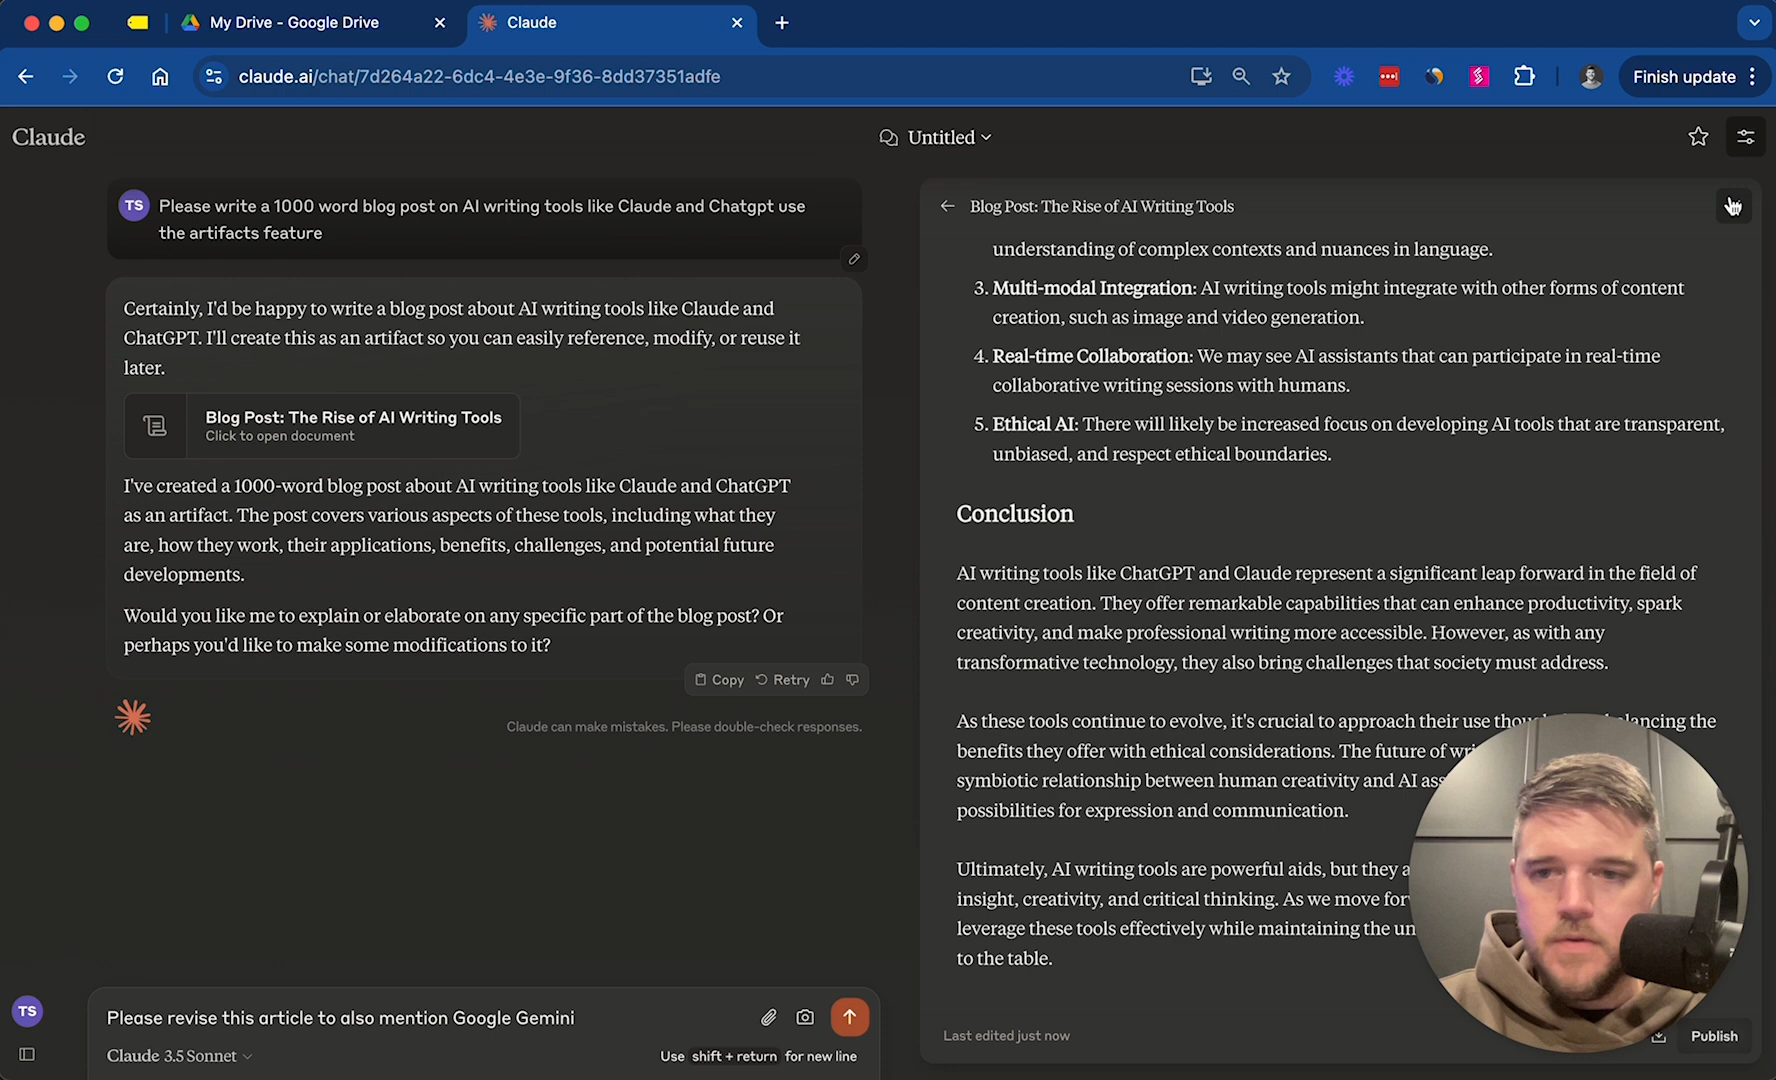 My Drive - Google Drive
Claude
claude.ai/chat/7d264a22-6dc4-4e3e-9f36-8dd37351adfe
Finish update
Claude
Untitled
TS
Please write a 1000 word blog post on AI writing tools like Claude and Chatgpt use
the artifacts feature
Certainly, I'd be happy to write a blog post about AI writing tools like Claude and
ChatGPT. I'll create this as an artifact so you can easily reference, modify, or reuse it
later.
Blog Post: The Rise of AI Writing Tools
Click to open document
I've created a 1000-word blog post about AI writing tools like Claude and ChatGPT
as an artifact. The post covers various aspects of these tools, including what they
are, how they work, their applications, benefits, challenges, and potential future
developments.
Would you like me to explain or elaborate on any specific part of the blog post? Or
perhaps you'd like to make some modifications to it?
Copy Retry
Claude can make mistakes. Please double-check responses.
TS
Please revise this article to also mention Google Gemini
Claude 3.5 Sonnet
Use shift + return for new line
Blog Post: The Rise of AI Writing Tools
understanding of complex contexts and nuances in language.
3. Multi-modal Integration: AI writing tools might integrate with other forms of content
creation, such as image and video generation.
4. Real-time Collaboration: We may see AI assistants that can participate in real-time
collaborative writing sessions with humans.
5. Ethical AI: There will likely be increased focus on developing AI tools that are transparent,
unbiased, and respect ethical boundaries.
Conclusion
AI writing tools like ChatGPT and Claude represent a significant leap forward in the field of
content creation. They offer remarkable capabilities that can enhance productivity, spark
creativity, and make professional writing more accessible. However, as with any
transformative technology, they also bring challenges that society must address.
As these tools continue to evolve, it's crucial to approach their use the
benefits they offer with ethical considerations. The future of
symbiotic relationship between human creativity and AI
possibilities for expression and communication.
Ultimately, AI writing tools are powerful aids, but they
insight, creativity, and critical thinking. As we move
leverage these tools effectively while maintaining the
to the table.
Last edited just now
Publish